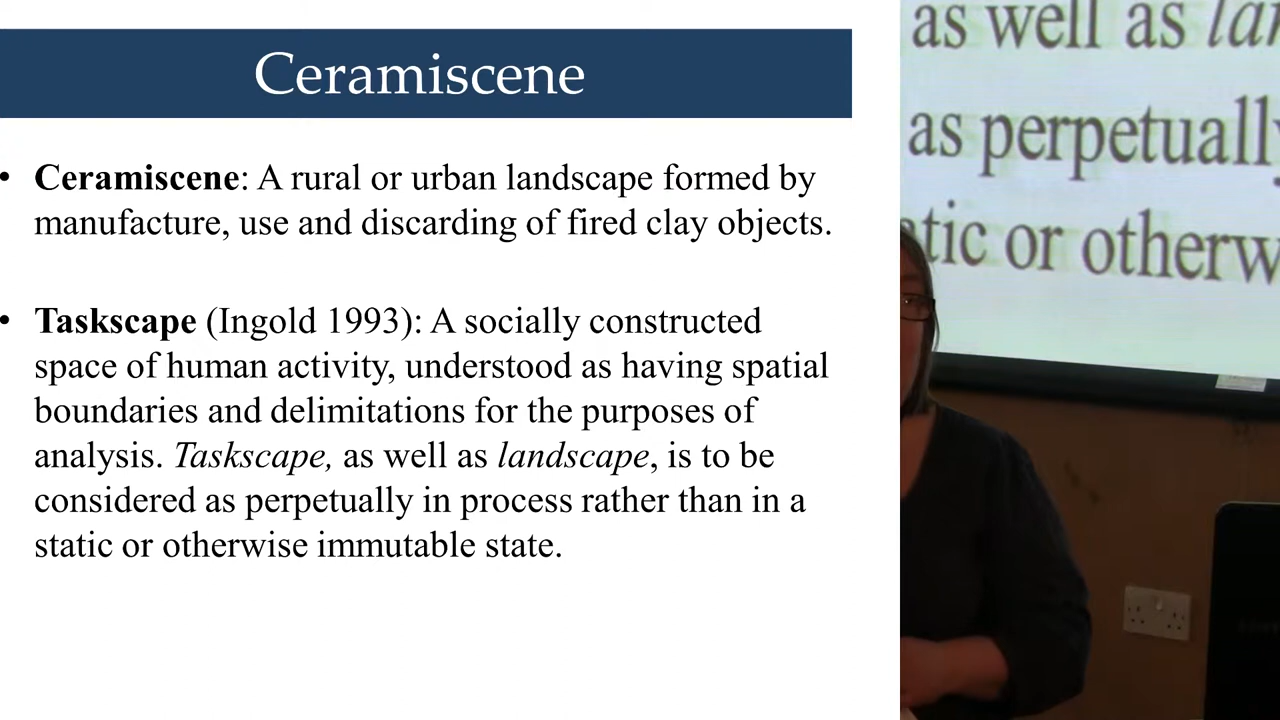 Ceramiscene
• Ceramiscene: A rural or urban landscape formed by
manufacture, use and discarding of fired clay objects.
• Taskscape (Ingold 1993): A socially constructed
space of human activity, understood as having spatial
boundaries and delimitations for the purposes of
analysis. Taskscape, as well as landscape, is to be
considered as perpetually in process rather than in a
static or otherwise immutable state.
as well as lan
as perpetually
atic or otherw